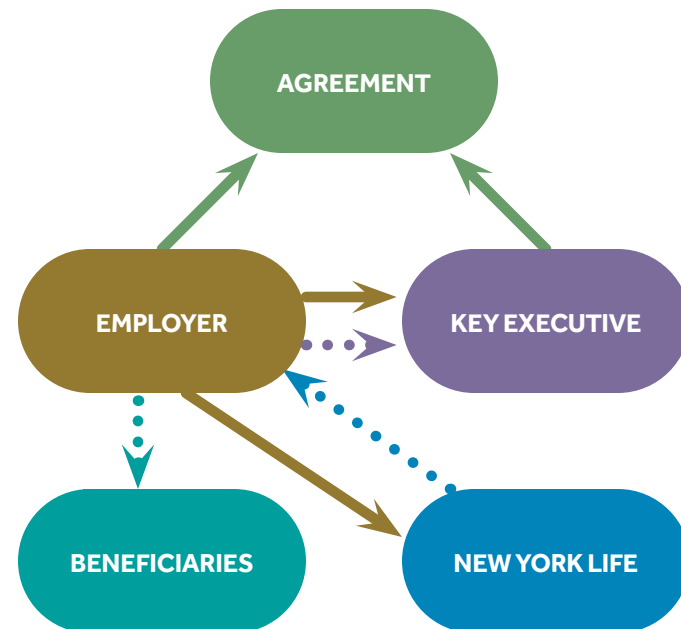 AGREEMENT
EMPLOYER
KEY EXECUTIVE
BENEFICIARIES
NEW YORK LIFE